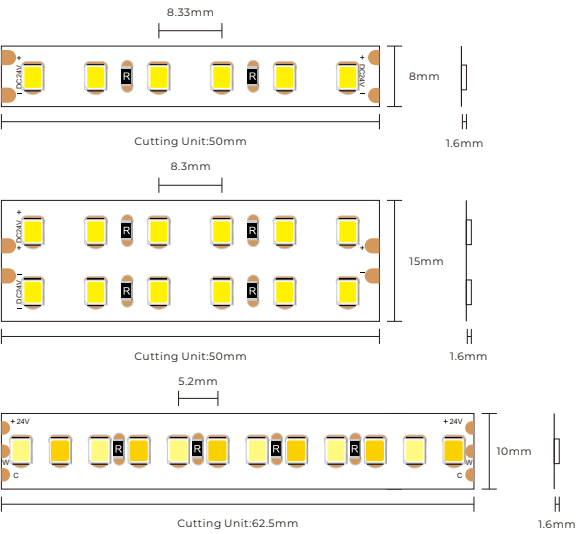 8.33mm
+ +
DC24V R R DC24V
− −
8mm
Cutting Unit:50mm
1.6mm
8.3mm
+
DC24V R R
+ +
15mm
− −
DC24V R R
−
Cutting Unit:50mm
1.6mm
5.2mm
+24V +24V
R R R R
10mm
W W
C C
Cutting Unit:62.5mm
1.6mm